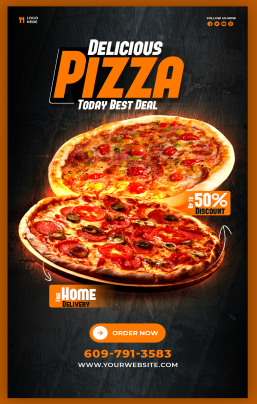 LOGO
HERE
FOLLOW US NOW
DELICIOUS
PIZZA
TODAY BEST DEAL
UP TO 50%
DISCOUNT
HOME
DELIVERY
ORDER NOW
609-791-3583
WWW.YOURWEBSITE.COM